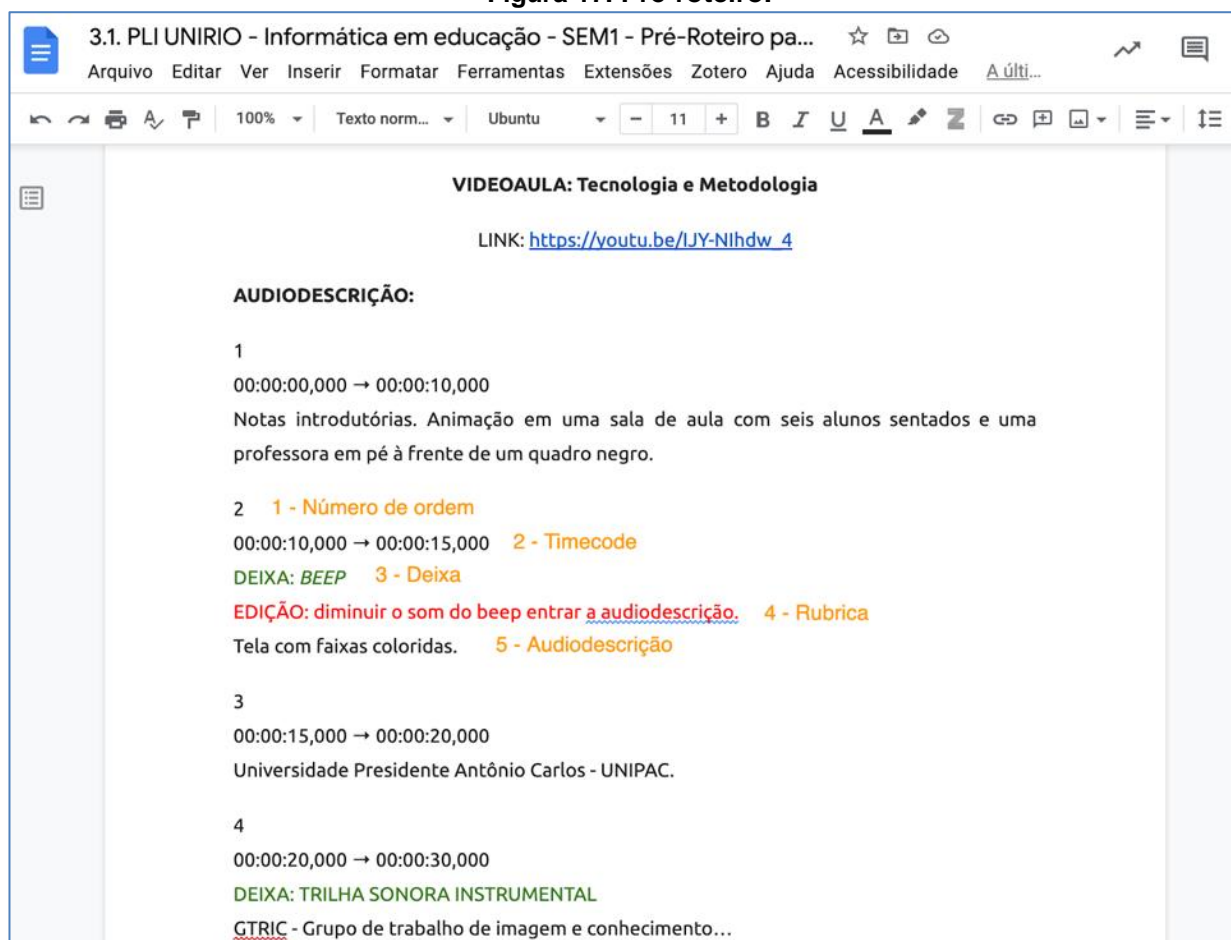 3.1. PLI UNIRIO - Informática em educação - SEM1 - Pré-Roteiro pa...
Arquivo Editar Ver Inserir Formatar Ferramentas Extensões Zotero Ajuda Acessibilidade A últi...
100% Texto norm... Ubuntu - 11 + B I U A Z
VIDEOAULA: Tecnologia e Metodologia
LINK: https://youtu.be/IJY-NIhdw_4
AUDIODESCRIÇÃO:
1
00:00:00,000 → 00:00:10,000
Notas introdutórias. Animação em uma sala de aula com seis alunos sentados e uma
professora em pé à frente de um quadro negro.
2 1 - Número de ordem
00:00:10,000 → 00:00:15,000 2 - Timecode
DEIXA: BEEP 3 - Deixa
EDIÇÃO: diminuir o som do beep entrar a audiodescrição. 4 - Rubrica
Tela com faixas coloridas. 5 - Audiodescrição
3
00:00:15,000 → 00:00:20,000
Universidade Presidente Antônio Carlos - UNIPAC.
4
00:00:20,000 → 00:00:30,000
DEIXA: TRILHA SONORA INSTRUMENTAL
GTRIC - Grupo de trabalho de imagem e conhecimento...